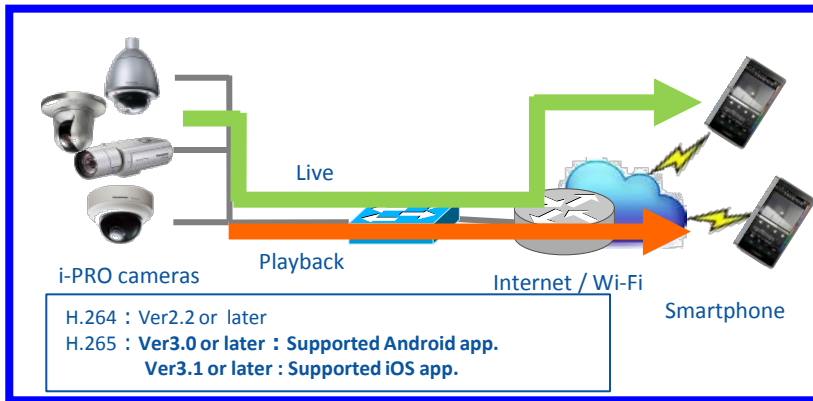 Live
Playback
i-PRO cameras
Internet / Wi-Fi
Smartphone
H.264：Ver2.2 or later
H.265：Ver3.0 or later：Supported Android app.
Ver3.1 or later : Supported iOS app.